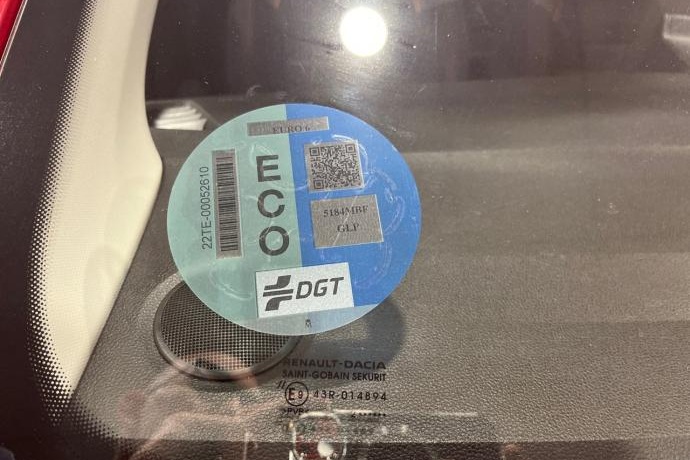 EURO 6
ECO
22TE-00052610
5184MBF
GLP
DGT
RENAULT-DACIA
SAINT-GOBAIN SEKURIT
E9 43R-014894